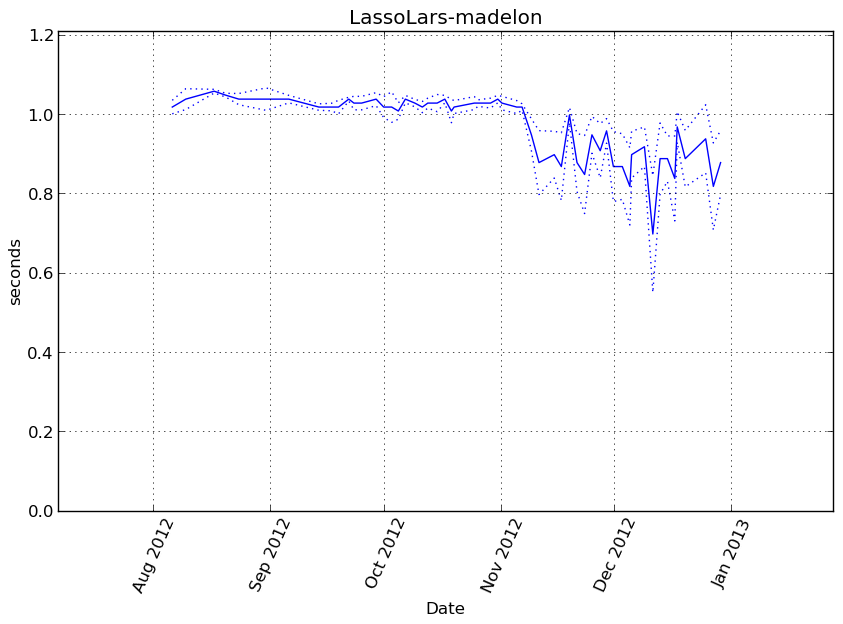 LassoLars-madelon
1.2
1.0
0.8
0.6
0.4
0.2
0.0
seconds
Aug 2012
Sep 2012
Oct 2012
Nov 2012
Dec 2012
Jan 2013
Date